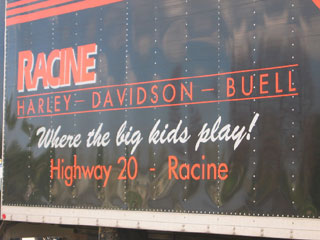 RACINE
HARLEY - DAVIDSON - BUELL
Where the big kids play!
Highway 20 - Racine